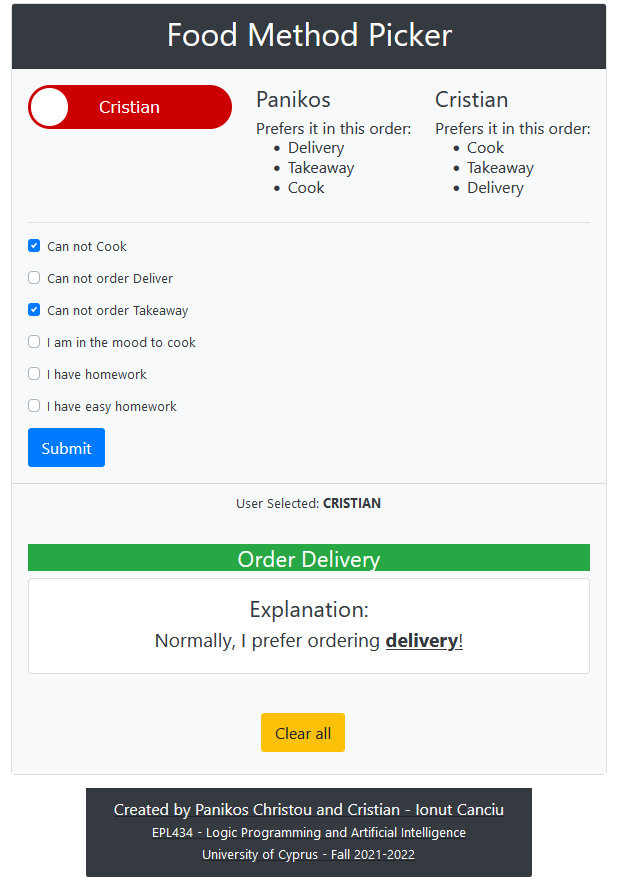 Food Method Picker
Cristian
Panikos
Prefers it in this order:
Delivery
Takeaway
Cook
Cristian
Prefers it in this order:
Cook
Takeaway
Delivery
Can not Cook
Can not order Deliver
Can not order Takeaway
I am in the mood to cook
I have homework
I have easy homework
Submit
User Selected: CRISTIAN
Order Delivery
Explanation:
Normally, I prefer ordering delivery!
Clear all
Created by Panikos Christou and Cristian - Ionut Canciu
EPL434 - Logic Programming and Artificial Intelligence
University of Cyprus - Fall 2021-2022